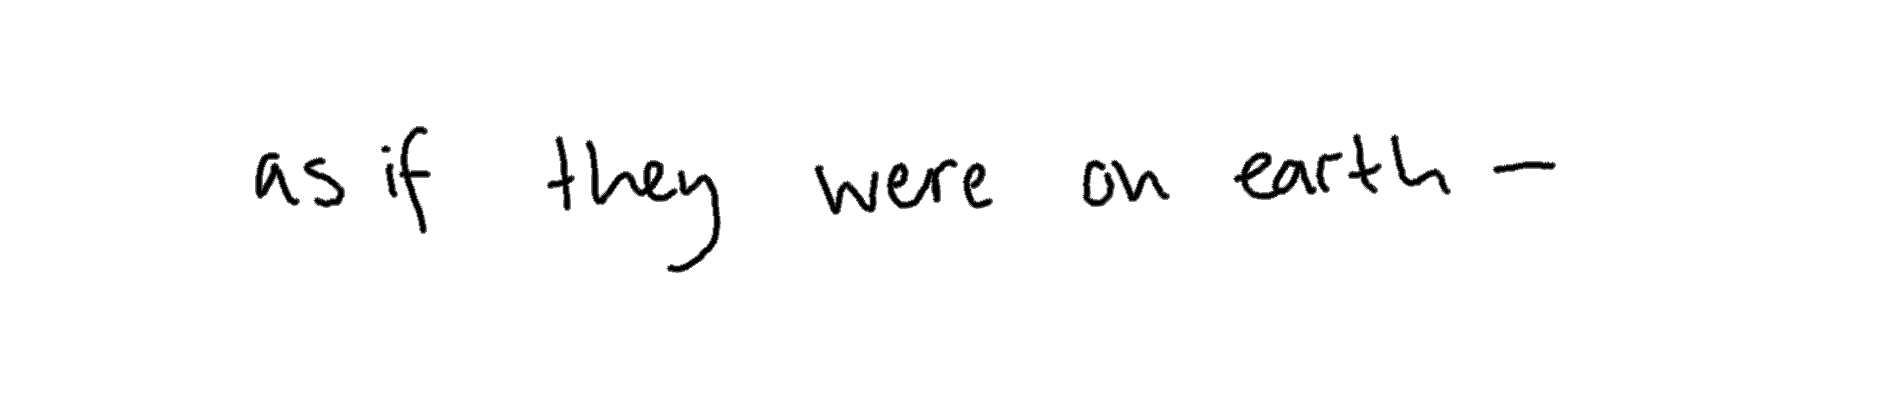 as if they were on earth –